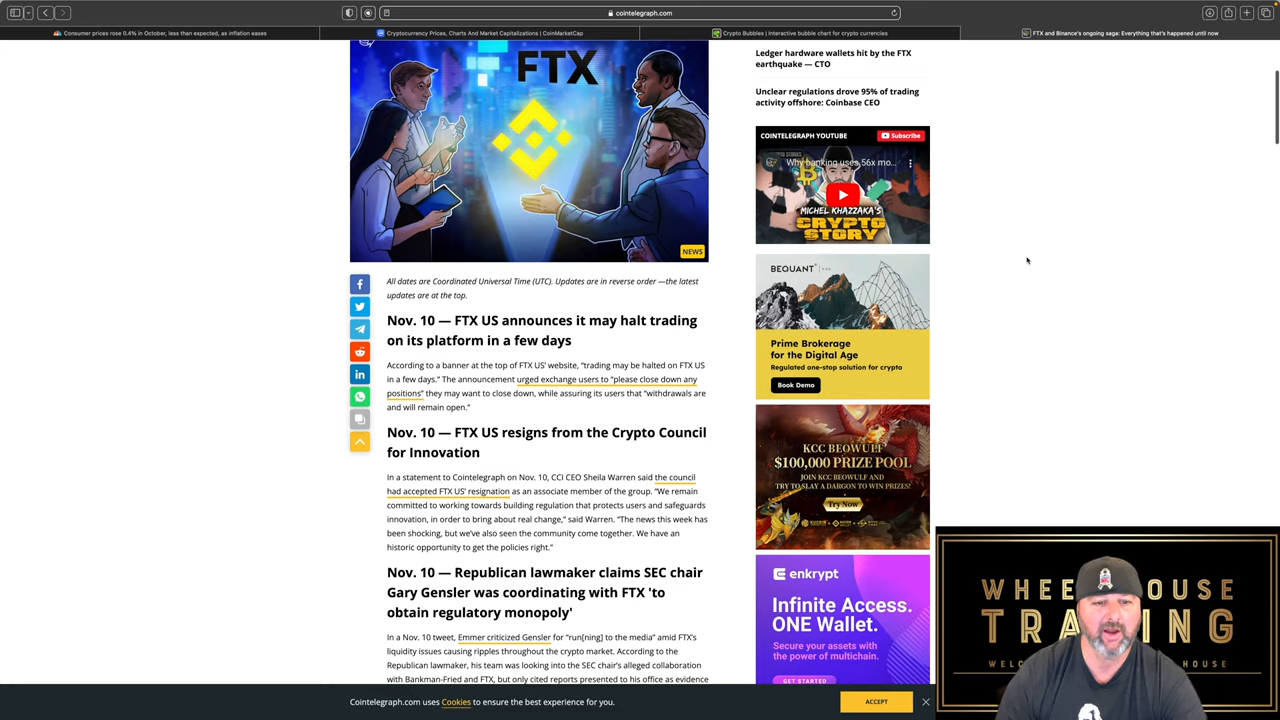 cointelegraph.com
Consumer prices rose 0.4% in October, less than expected, as inflation eases
Cryptocurrency Prices, Charts And Market Capitalizations | CoinMarketCap
Crypto Bubbles | Interactive bubble chart for crypto currencies
FTX and Binance's ongoing sage: Everything that's happened until now
FTX
NEWS
All dates are Coordinated Universal Time (UTC). Updates are in reverse order —the latest
updates are at the top.
Nov. 10 — FTX US announces it may halt trading
on its platform in a few days
According to a banner at the top of FTX US' website, "trading may be halted on FTX US
in a few days." The announcement urged exchange users to "please close down any
positions" they may want to close down, while assuring its users that "withdrawals are
and will remain open."
Nov. 10 — FTX US resigns from the Crypto Council
for Innovation
In a statement to Cointelegraph on Nov. 10, CCI CEO Sheila Warren said the council
had accepted FTX US' resignation as an associate member of the group. "We remain
committed to working towards building regulation that protects users and safeguards
innovation, in order to bring about real change," said Warren. "The news this week has
been shocking, but we've also seen the community come together. We have an
historic opportunity to get the policies right."
Nov. 10 — Republican lawmaker claims SEC chair
Gary Gensler was coordinating with FTX 'to
obtain regulatory monopoly'
In a Nov. 10 tweet, Emmer criticized Gensler for "run[ning] to the media" amid FTX's
liquidity issues causing ripples throughout the crypto market. According to the
Republican lawmaker, his team was looking into the SEC chair's alleged collaboration
with Bankman-Fried and FTX, but only cited reports presented to his office as evidence
Ledger hardware wallets hit by the FTX
earthquake — CTO
Unclear regulations drove 95% of trading
activity offshore: Coinbase CEO
COINTELEGRAPH YOUTUBE
Subscribe
Why banking uses 56x mo...
MICHEL KHAZZAKA'S
CRYPTO
STORY
BEQUANT
Prime Brokerage
for the Digital Age
Regulated one-stop solution for crypto
Book Demo
KCC BEOWULF
$100,000 PRIZE POOL
JOIN KCC BEOWULF AND
TRY TO SLAY A DARGON TO WIN PRIZES!
Try Now
enkrypt
Infinite Access.
ONE Wallet.
Secure your assets with
the power of multichain.
GET STARTED
Cointelegraph.com uses Cookies to ensure the best experience for you.
ACCEPT